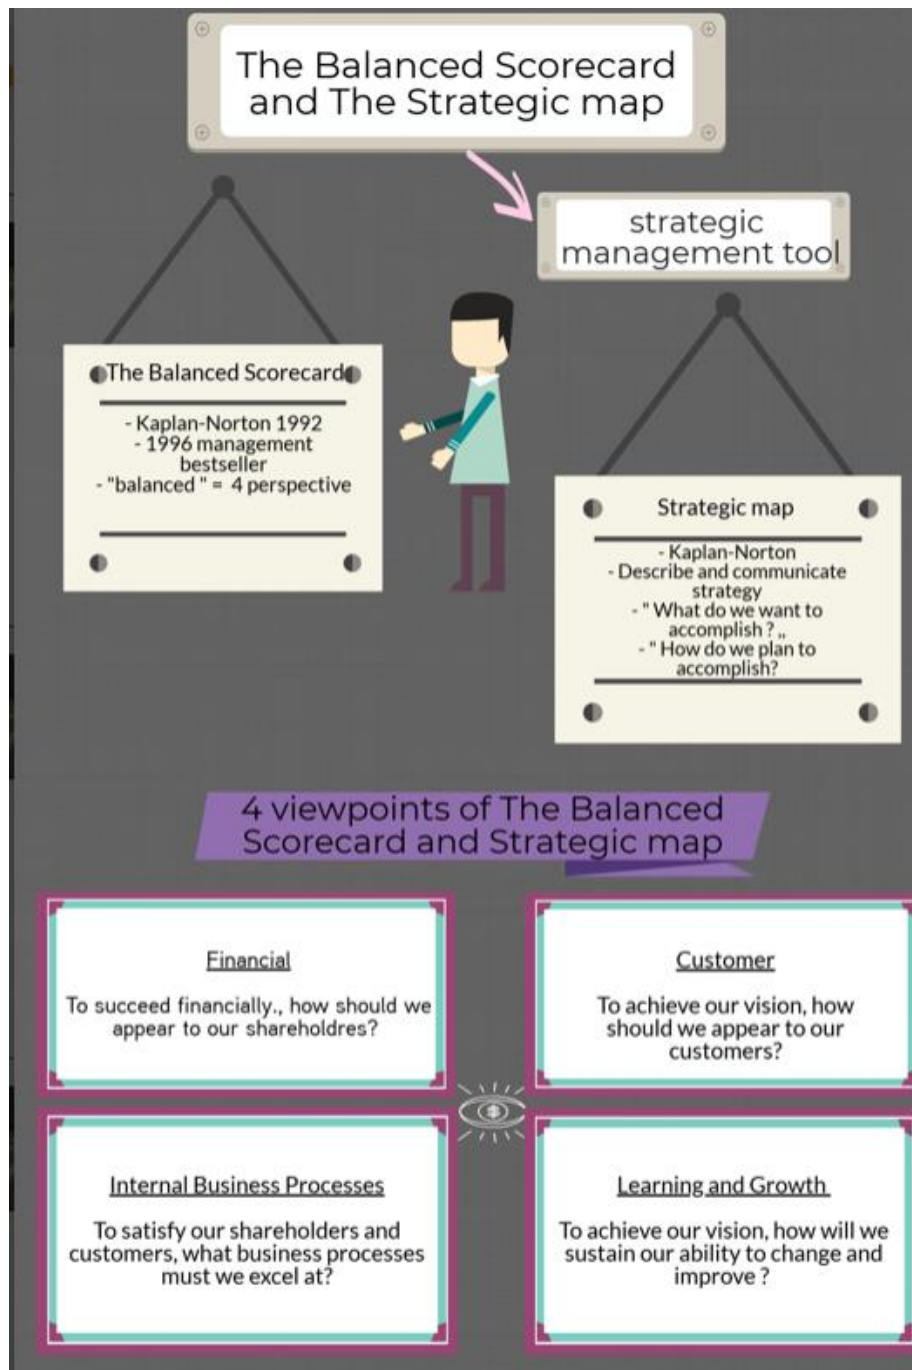 The Balanced Scorecard
and The Strategic map
strategic
management tool
The Balanced Scorecard
- Kaplan-Norton 1992
- 1996 management
bestseller
- "balanced " = 4 perspective
Strategic map
- Kaplan-Norton
- Describe and communicate
strategy
- " What do we want to
accomplish ? „
- " How do we plan to
accomplish?
4 viewpoints of The Balanced
Scorecard and Strategic map
Financial
To succeed financially., how should we
appear to our shareholdres?
Customer
To achieve our vision, how
should we appear to our
customers?
Internal Business Processes
To satisfy our shareholders and
customers, what business processes
must we excel at?
Learning and Growth
To achieve our vision, how will we
sustain our ability to change and
improve ?